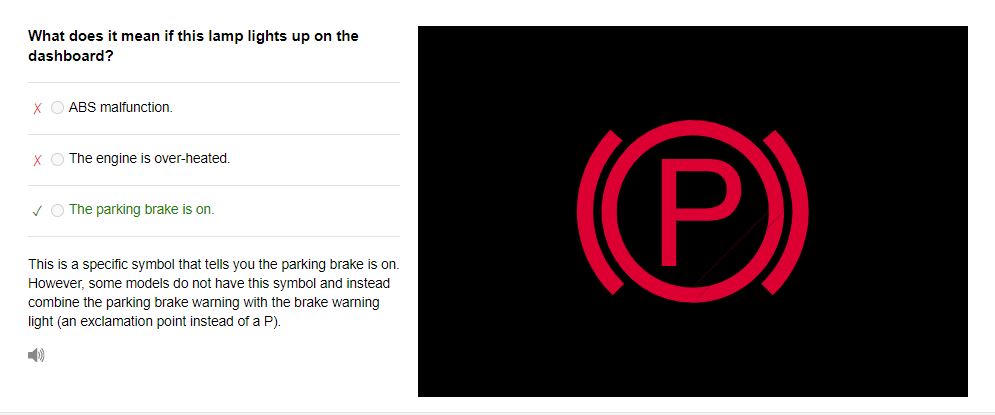 What does it mean if this lamp lights up on the
dashboard?
ABS malfunction.
The engine is over-heated.
The parking brake is on.
This is a specific symbol that tells you the parking brake is on.
However, some models do not have this symbol and instead
combine the parking brake warning with the brake warning
light (an exclamation point instead of a P).
P